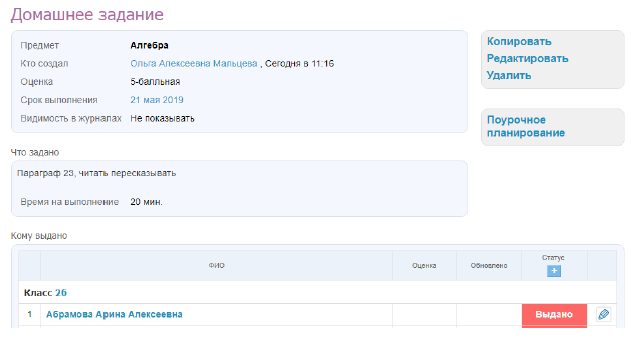 Домашнее задание
Предмет Алгебра
Кто создал Ольга Алексеевна Мальцева , Сегодня в 11:16
Оценка 5-балльная
Срок выполнения 21 мая 2019
Видимость в журналах Не показывать
Копировать
Редактировать
Удалить
Поурочное
планирование
Что задано
Параграф 23, читать пересказывать
Время на выполнение 20 мин.
Кому выдано
ФИО Оценка Обновлено Статус
+
Класс 26
1 Абрамова Арина Алексеевна Выдано